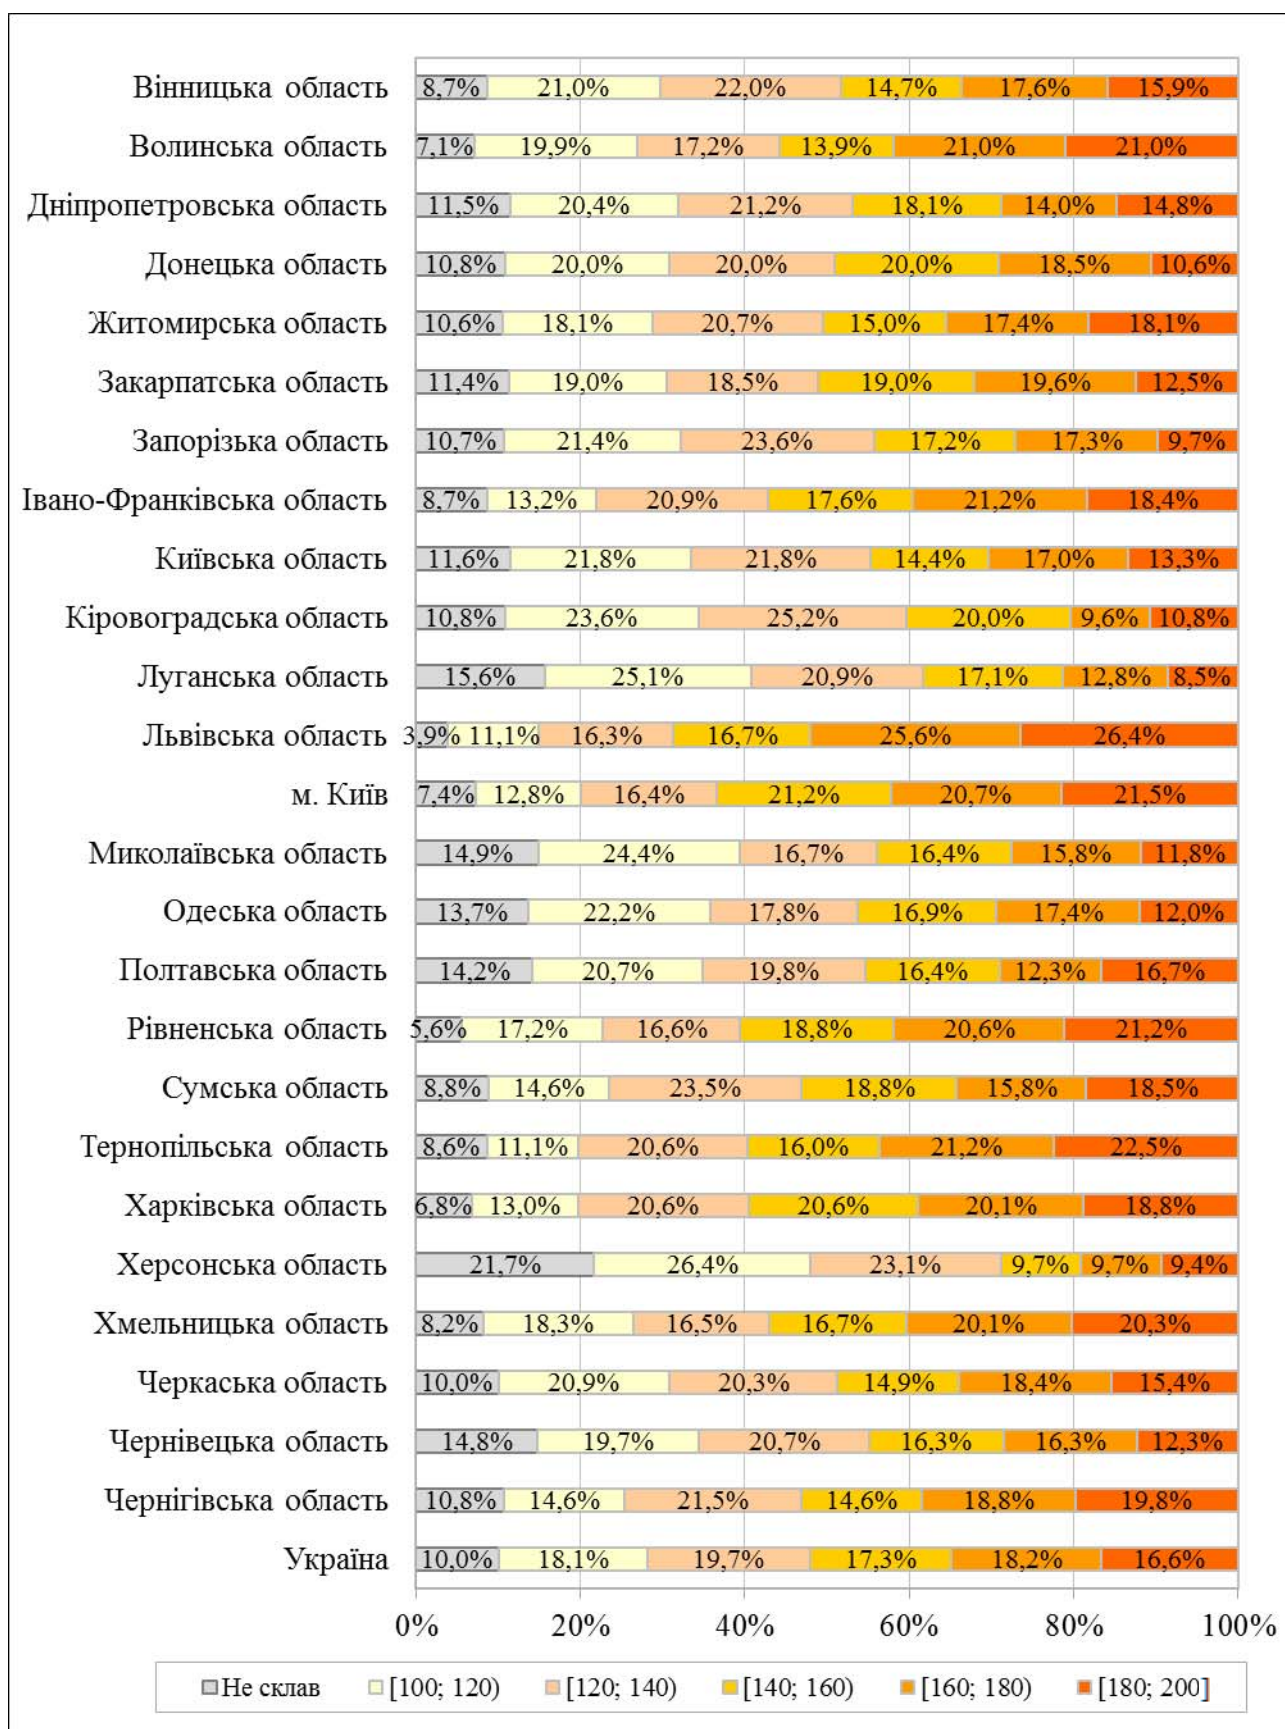 Вінницька область 8,7% 21,0% 22,0% 14,7% 17,6% 15,9%
Волинська область 7,1% 19,9% 17,2% 13,9% 21,0% 21,0%
Дніпропетровська область 11,5% 20,4% 21,2% 18,1% 14,0% 14,8%
Донецька область 10,8% 20,0% 20,0% 20,0% 18,5% 10,6%
Житомирська область 10,6% 18,1% 20,7% 15,0% 17,4% 18,1%
Закарпатська область 11,4% 19,0% 18,5% 19,0% 19,6% 12,5%
Запорізька область 10,7% 21,4% 23,6% 17,2% 17,3% 9,7%
Івано-Франківська область 8,7% 13,2% 20,9% 17,6% 21,2% 18,4%
Київська область 11,6% 21,8% 21,8% 14,4% 17,0% 13,3%
Кіровоградська область 10,8% 23,6% 25,2% 20,0% 9,6% 10,8%
Луганська область 15,6% 25,1% 20,9% 17,1% 12,8% 8,5%
Львівська область 3,9% 11,1% 16,3% 16,7% 25,6% 26,4%
м. Київ 7,4% 12,8% 16,4% 21,2% 20,7% 21,5%
Миколаївська область 14,9% 24,4% 16,7% 16,4% 15,8% 11,8%
Одеська область 13,7% 22,2% 17,8% 16,9% 17,4% 12,0%
Полтавська область 14,2% 20,7% 19,8% 16,4% 12,3% 16,7%
Рівненська область 5,6% 17,2% 16,6% 18,8% 20,6% 21,2%
Сумська область 8,8% 14,6% 23,5% 18,8% 15,8% 18,5%
Тернопільська область 8,6% 11,1% 20,6% 16,0% 21,2% 22,5%
Харківська область 6,8% 13,0% 20,6% 20,6% 20,1% 18,8%
Херсонська область 21,7% 26,4% 23,1% 9,7% 9,7% 9,4%
Хмельницька область 8,2% 18,3% 16,5% 16,7% 20,1% 20,3%
Черкаська область 10,0% 20,9% 20,3% 14,9% 18,4% 15,4%
Чернівецька область 14,8% 19,7% 20,7% 16,3% 16,3% 12,3%
Чернігівська область 10,8% 14,6% 21,5% 14,6% 18,8% 19,8%
Україна 10,0% 18,1% 19,7% 17,3% 18,2% 16,6%
0% 20% 40% 60% 80% 100%
Не склав [100; 120) [120; 140) [140; 160) [160; 180) [180; 200]